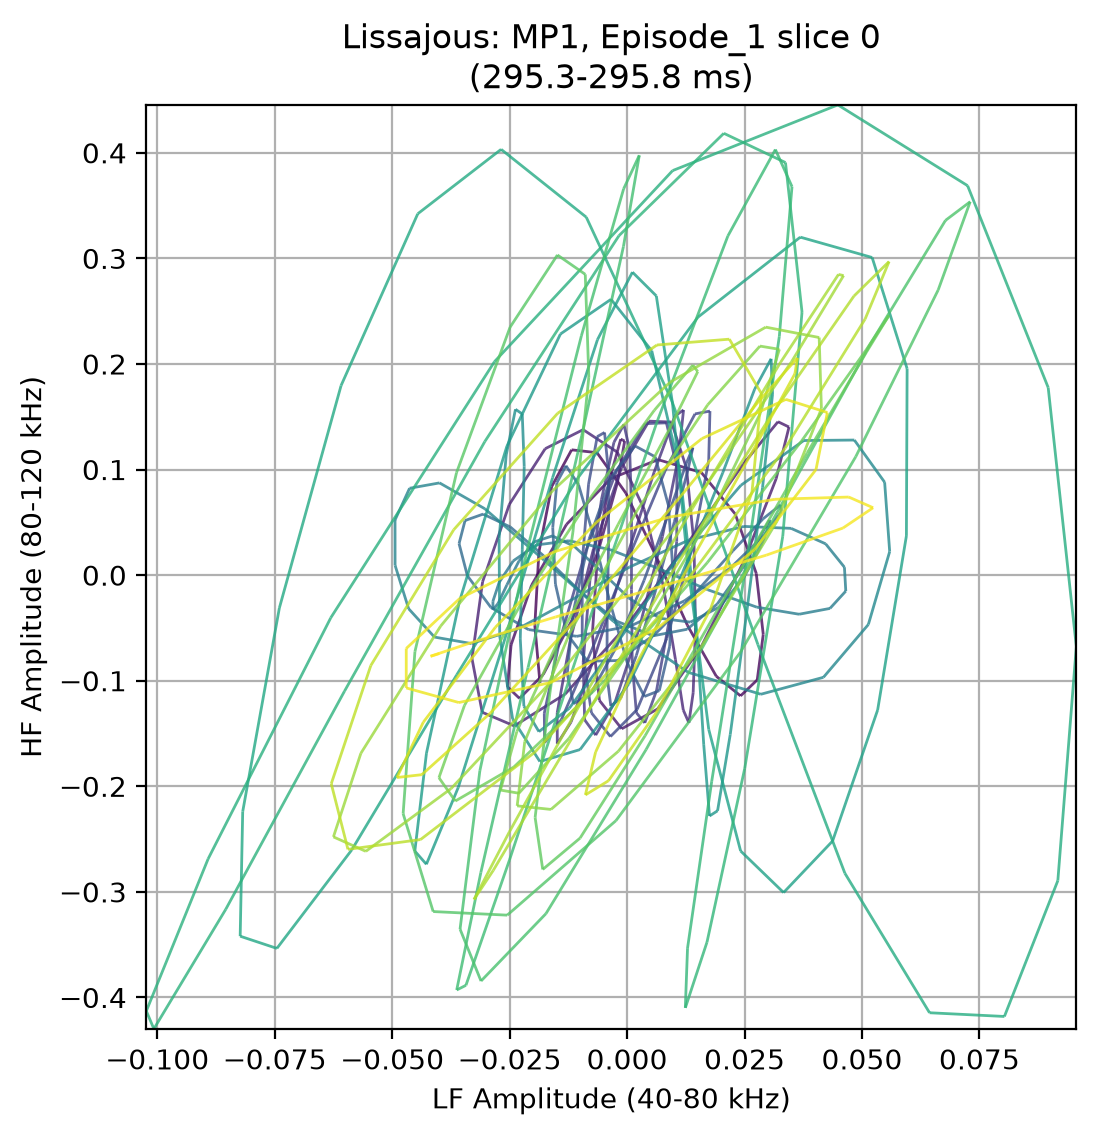 Lissajous: MP1, Episode_1 slice 0
(295.3-295.8 ms)
HF Amplitude (80-120 kHz)
0.4
0.3
0.2
0.1
0.0
−0.1
−0.2
−0.3
−0.4
−0.100 −0.075 −0.050 −0.025 0.000 0.025 0.050 0.075
LF Amplitude (40-80 kHz)